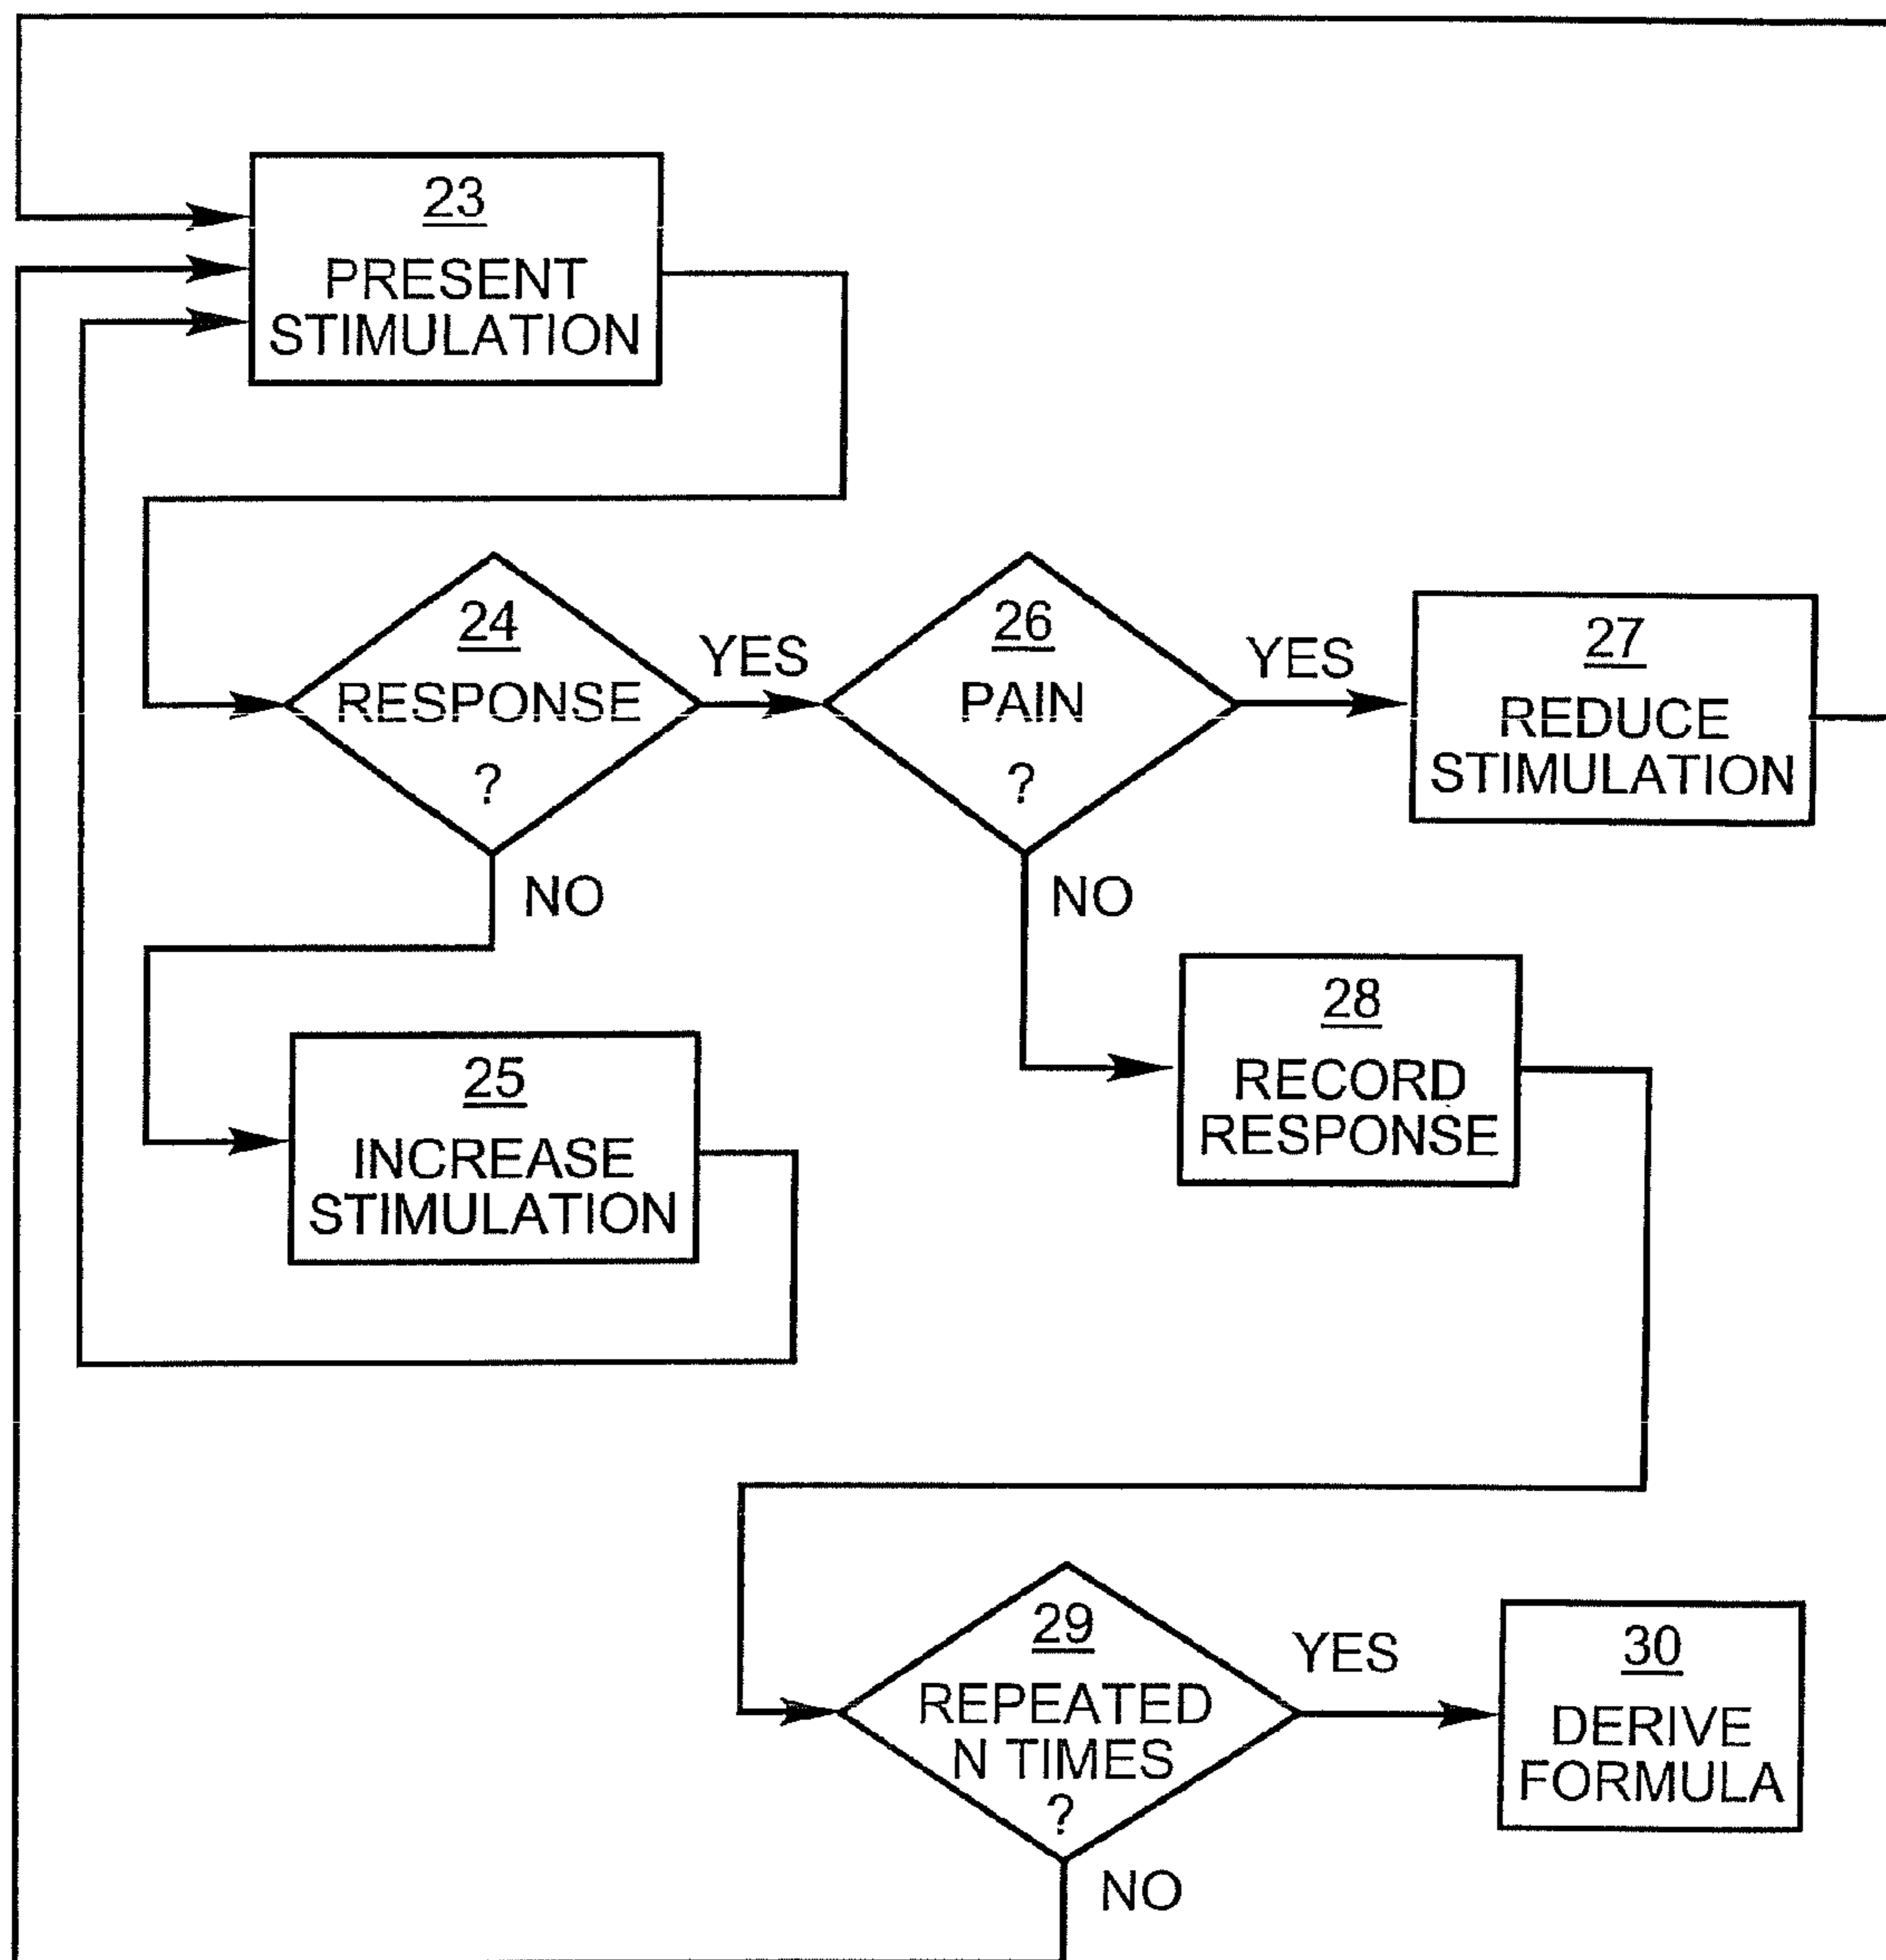 23
PRESENT
STIMULATION
24
RESPONSE
?
YES
26
PAIN
?
YES
27
REDUCE
STIMULATION
NO
NO
25
INCREASE
STIMULATION
28
RECORD
RESPONSE
29
REPEATED
N TIMES
?
YES
30
DERIVE
FORMULA
NO